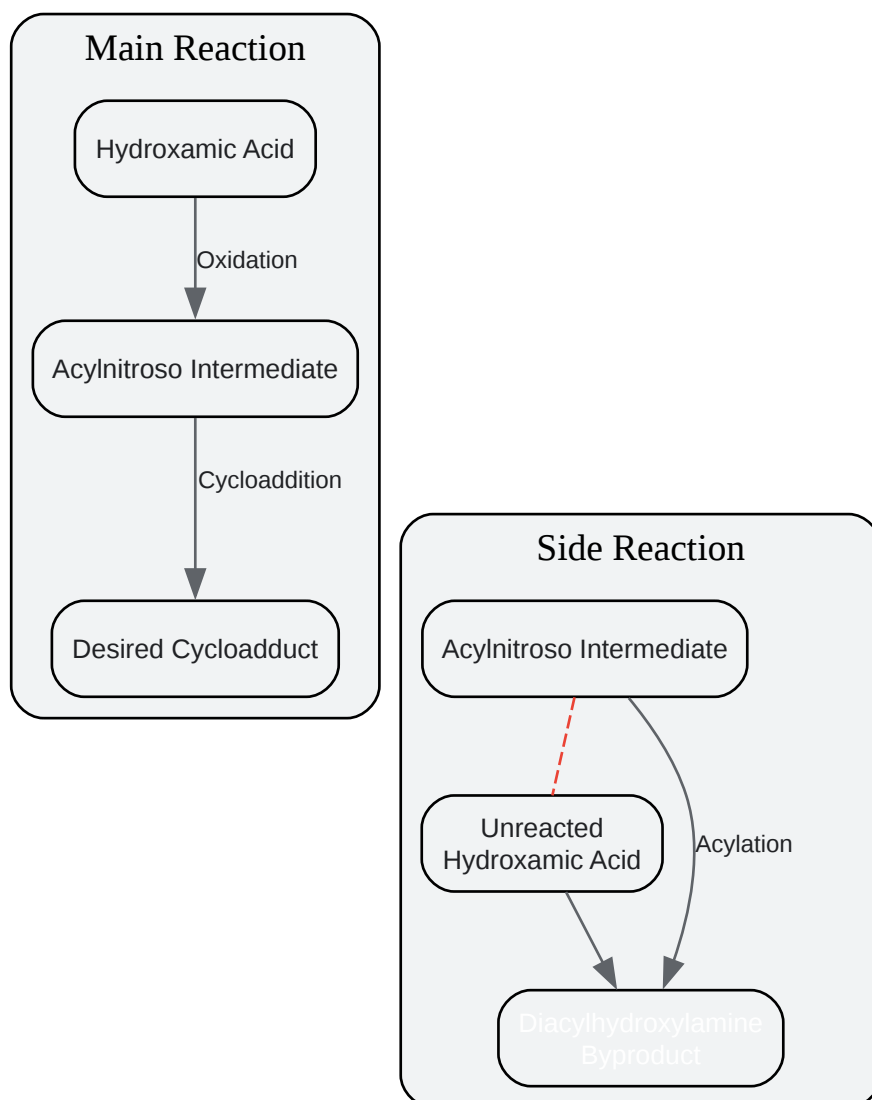 Main Reaction
Hydroxamic Acid
Oxidation
Acylnitroso Intermediate
Cycloaddition
Desired Cycloadduct
Side Reaction
Acylnitroso Intermediate
Unreacted
Hydroxamic Acid
Acylation
Diacylhydroxylamine
Byproduct